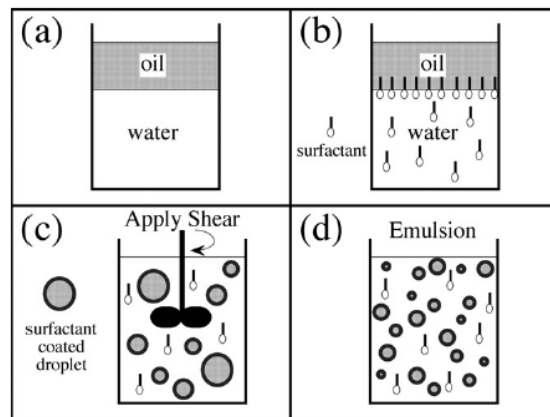 (a)
oil
water
(b)
oil
water
surfactant
(c)
Apply Shear
surfactant
coated
droplet
(d)
Emulsion